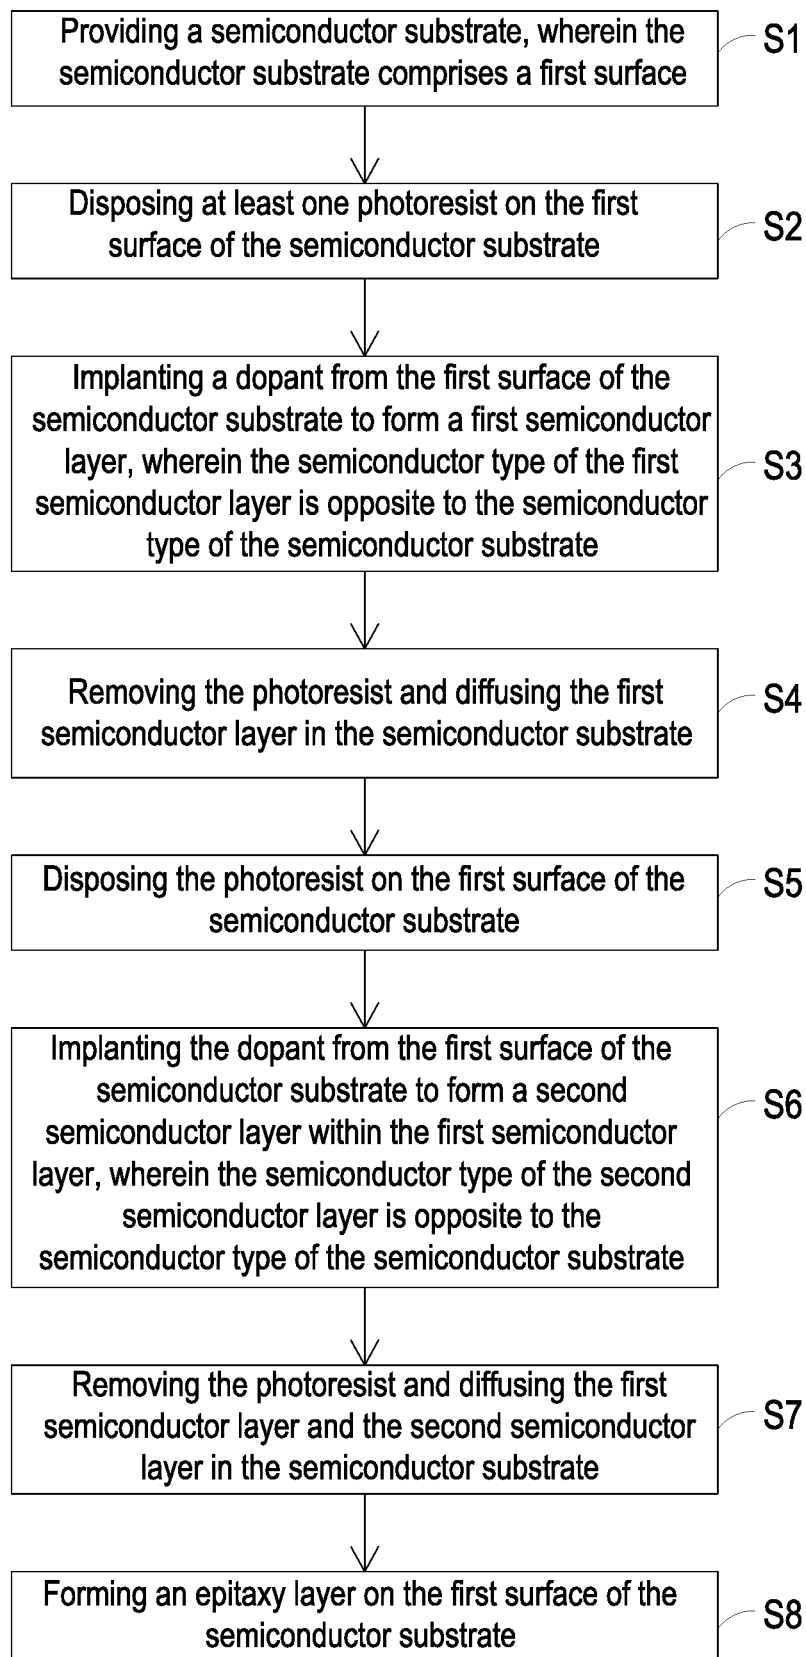 Providing a semiconductor substrate, wherein the
semiconductor substrate comprises a first surface
S1
Disposing at least one photoresist on the first
surface of the semiconductor substrate
S2
Implanting a dopant from the first surface of the
semiconductor substrate to form a first semiconductor
layer, wherein the semiconductor type of the first
semiconductor layer is opposite to the semiconductor
type of the semiconductor substrate
S3
Removing the photoresist and diffusing the first
semiconductor layer in the semiconductor substrate
S4
Disposing the photoresist on the first surface of the
semiconductor substrate
S5
Implanting the dopant from the first surface of the
semiconductor substrate to form a second
semiconductor layer within the first semiconductor
layer, wherein the semiconductor type of the second
semiconductor layer is opposite to the
semiconductor type of the semiconductor substrate
S6
Removing the photoresist and diffusing the first
semiconductor layer and the second semiconductor
layer in the semiconductor substrate
S7
Forming an epitaxy layer on the first surface of the
semiconductor substrate
S8